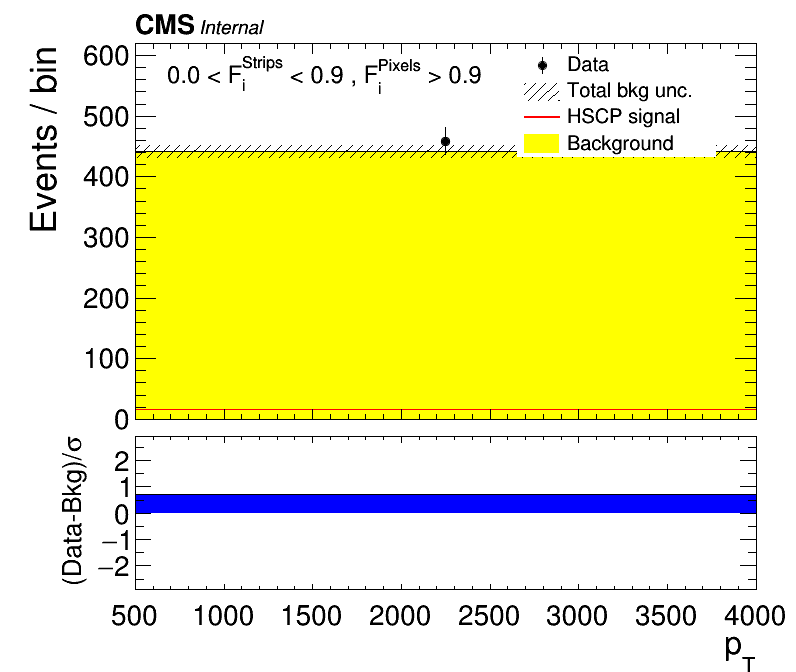 CMS Internal
0.0 < F_i^Strips < 0.9 , F_i^Pixels > 0.9
Data
Total bkg unc.
HSCP signal
Background
Events / bin
600
500
400
300
200
100
0
(Data-Bkg)/σ
2
1
0
−1
−2
500 1000 1500 2000 2500 3000 3500 4000
p_T